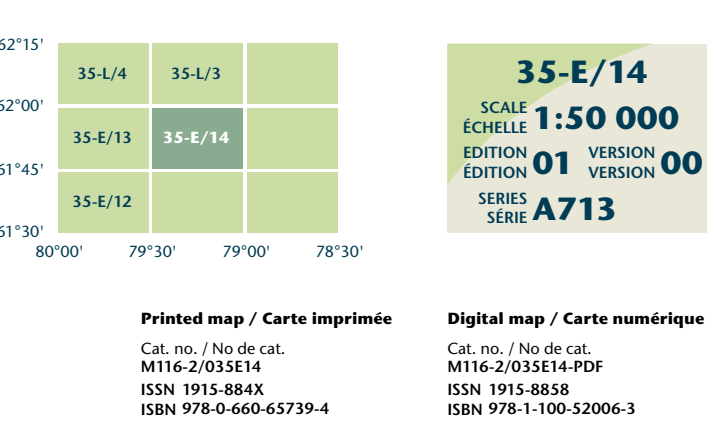 62°15'
35-L/4 35-L/3
62°00'
35-E/13 35-E/14
61°45'
35-E/12
61°30'
80°00' 79°30' 79°00' 78°30'
35-E/14
SCALE
ÉCHELLE 1:50 000
EDITION
ÉDITION 01 VERSION
VERSION 00
SERIES
SÉRIE A713
Printed map / Carte imprimée
Cat. no. / No de cat.
M116-2/035E14
ISSN 1915-884X
ISBN 978-0-660-65739-4
Digital map / Carte numérique
Cat. no. / No de cat.
M116-2/035E14-PDF
ISSN 1915-8858
ISBN 978-1-100-52006-3